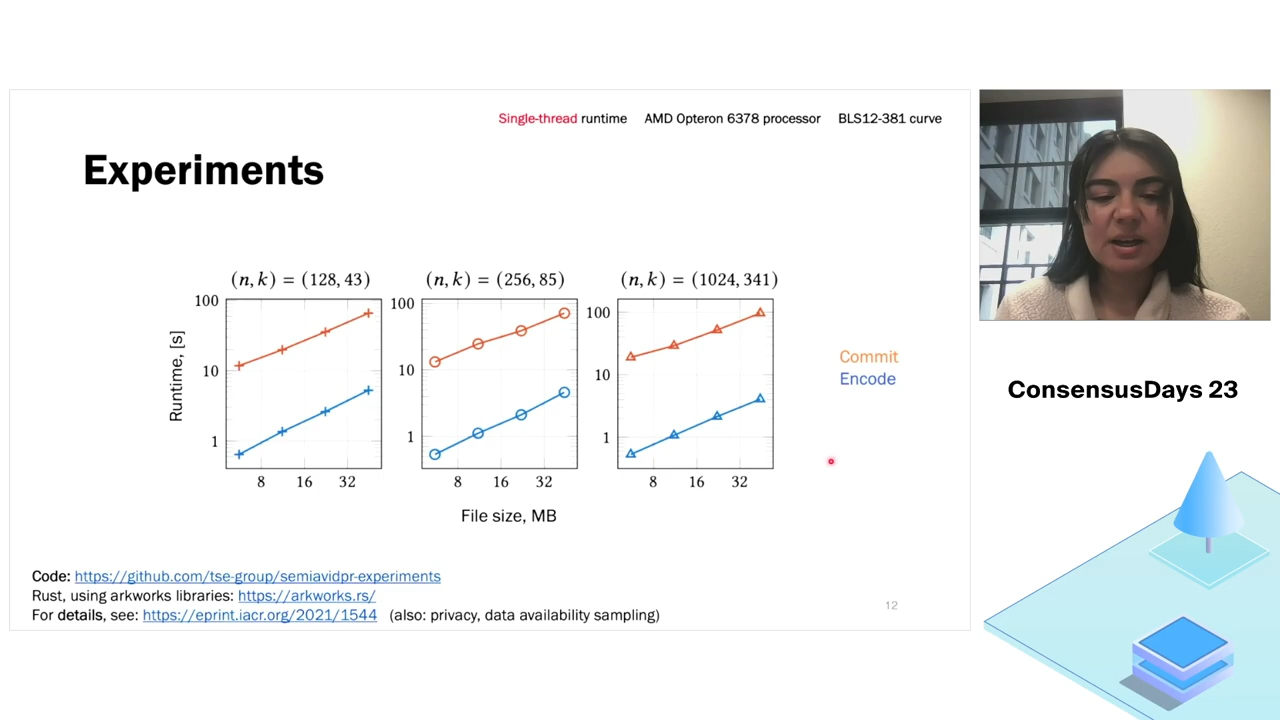 Single-thread runtime AMD Opteron 6378 processor BLS12-381 curve
Experiments
(n, k) = (128, 43) (n, k) = (256, 85) (n, k) = (1024, 341)
Runtime, [s]
100
10
1
8 16 32
100
10
1
8 16 32
100
10
1
8 16 32
File size, MB
Commit
Encode
Code: https://github.com/tse-group/semiavidpr-experiments
Rust, using arkworks libraries: https://arkworks.rs/
For details, see: https://eprint.iacr.org/2021/1544 (also: privacy, data availability sampling)
12
ConsensusDays 23